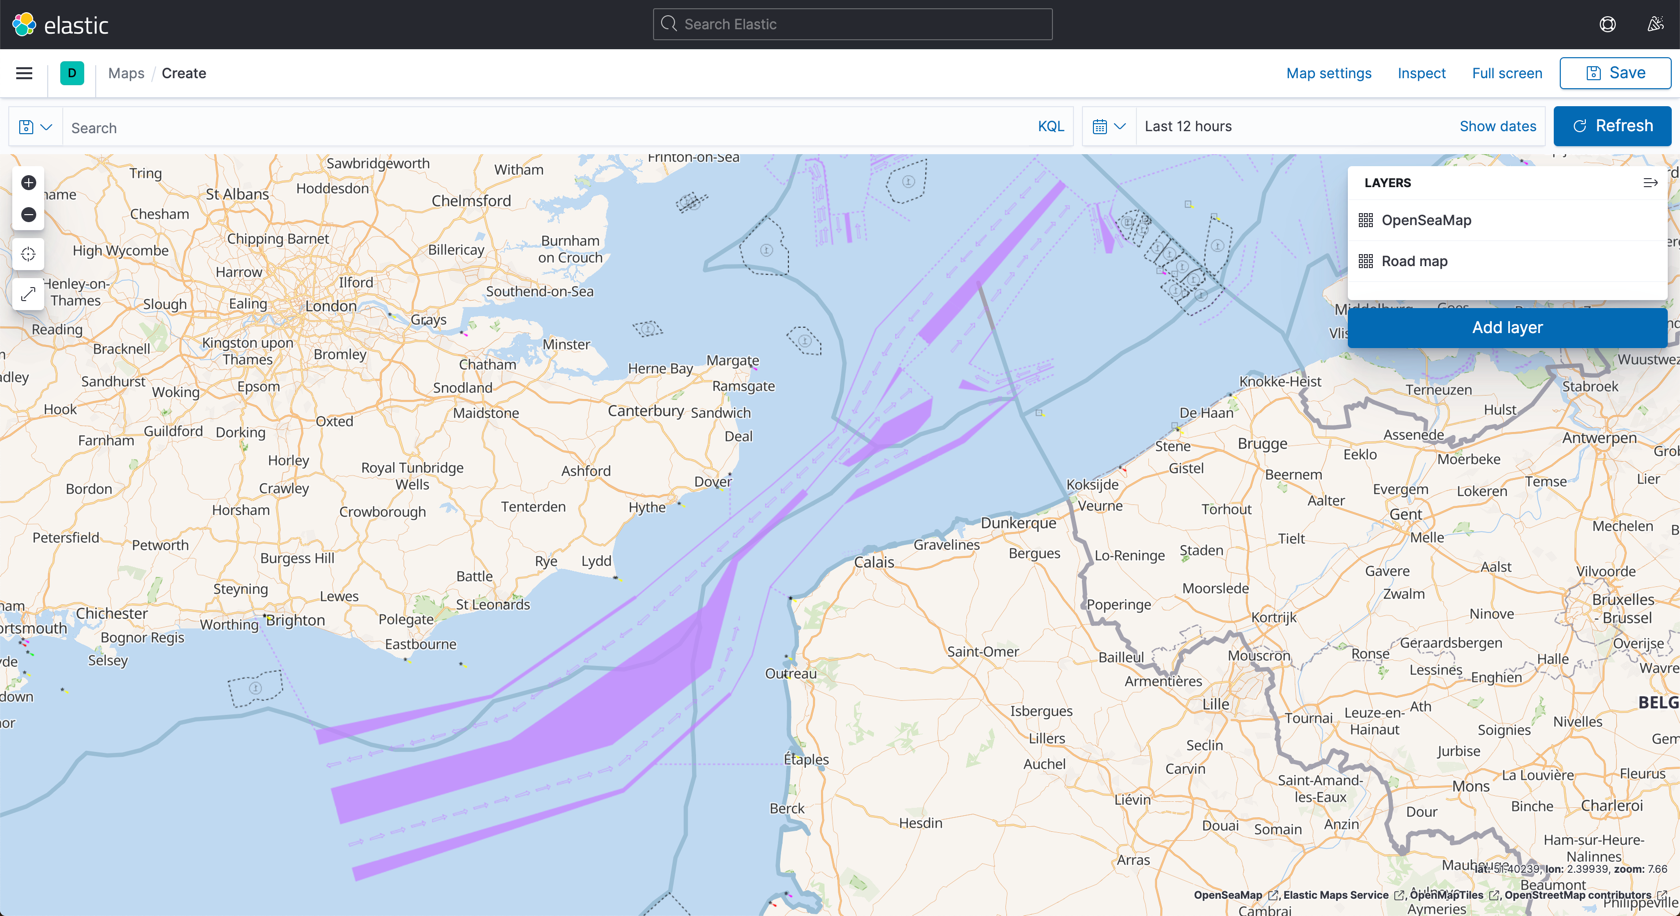 elastic
Search Elastic
D
Maps / Create
Map settings
Inspect
Full screen
Save
Search
KQL
Last 12 hours
Show dates
Refresh
LAYERS
OpenSeaMap
Road map
Add layer
Frinton-on-Sea
Sawbridgeworth
Tring
Witham
St Albans
Hoddesdon
Chelmsford
Chesham
Chipping Barnet
Billericay
Burnham
on Crouch
High Wycombe
Harrow
Ilford
Henley-on-
Thames
Slough
Ealing
London
Southend-on-Sea
Grays
Reading
Bracknell
Kingston upon
Thames
Bromley
Minster
Chatham
Herne Bay
Margate
Ramsgate
Sandhurst
Woking
Epsom
Snodland
Hook
Guildford
Dorking
Oxted
Maidstone
Canterbury
Sandwich
Farnham
Deal
Horley
Royal Tunbridge
Wells
Ashford
Dover
Bordon
Crawley
Horsham
Crowborough
Tenterden
Hythe
Petersfield
Petworth
Burgess Hill
Rye
Lydd
Battle
Steyning
Lewes
St Leonards
Chichester
Worthing
Brighton
Polegate
Bognor Regis
Eastbourne
Selsey
Middelburg
Goes
Wuustwez
Knokke-Heist
Terneuzen
Stabroek
De Haan
Hulst
Stene
Brugge
Assenede
Antwerpen
Gistel
Eeklo
Moerbeke
Koksijde
Beernem
Temse
Lier
Veurne
Aalter
Evergem
Lokeren
Torhout
Gent
Dunkerque
Mechelen
Gravelines
Bergues
Lo-Reninge
Staden
Tielt
Melle
Calais
Gavere
Aalst
Vilvoorde
Moorslede
Zwalm
Poperinge
Kortrijk
Ninove
Bruxelles
- Brussel
Geraardsbergen
Overijse
Saint-Omer
Bailleul
Mouscron
Ronse
Halle
Lessines
Enghien
Wavre
Outreau
Armentières
Lille
BELG
Isbergues
Tournai
Leuze-en-
Hainaut
Ath
Soignies
Nivelles
Lillers
Seclin
Jurbise
Étaples
Auchel
Carvin
Saint-Amand-
les-Eaux
Mons
La Louvière
Fleurus
Berck
Liévin
Dour
Binche
Charleroi
Hesdin
Douai
Somain
Anzin
Ham-sur-Heure-
Nalinnes
Arras
lat: 51.40239, lon: 2.39939, zoom: 7.66
Beaumont
OpenSeaMap, Elastic Maps Service, OpenMapTiles, OpenStreetMap contributors
Cambrai
Aymeries
Philippeville